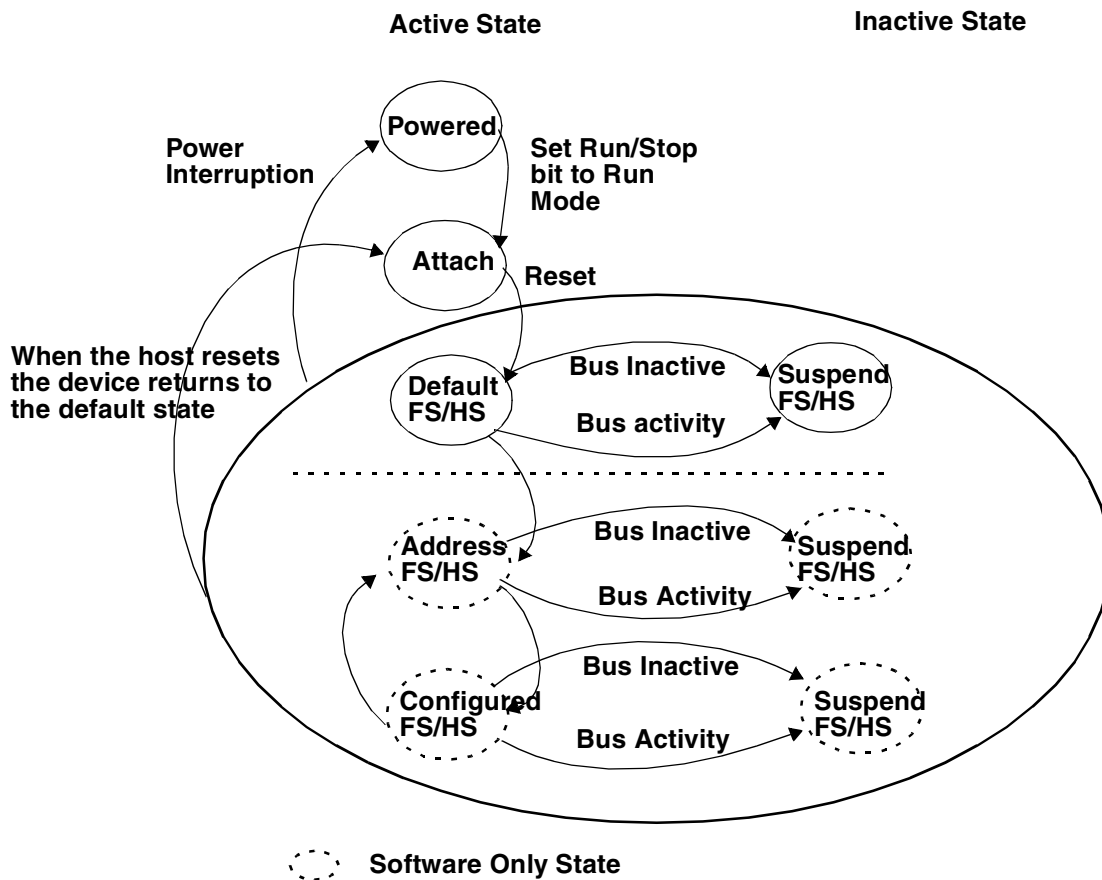 Active State
Inactive State
Powered
Power
Interruption
Set Run/Stop
bit to Run
Mode
Attach
Reset
When the host resets
the device returns to
the default state
Default
FS/HS
Bus Inactive
Suspend
FS/HS
Bus activity
Address
FS/HS
Bus Inactive
Suspend
FS/HS
Bus Activity
Configured
FS/HS
Bus Inactive
Suspend
FS/HS
Bus Activity
Software Only State